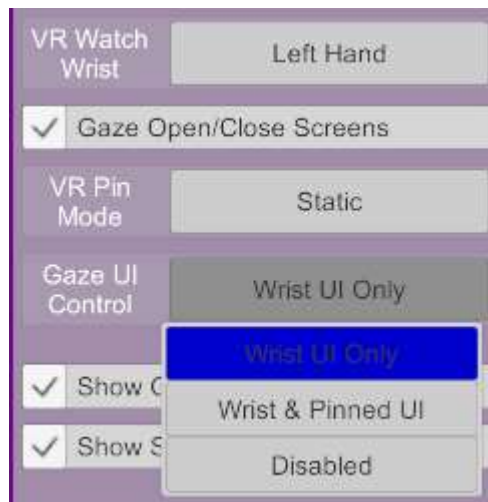 VR Watch
Wrist
Left Hand
Gaze Open/Close Screens
VR Pin
Mode
Static
Gaze UI
Control
Wrist UI Only
Wrist UI Only
Show
Wrist & Pinned UI
Show
Disabled